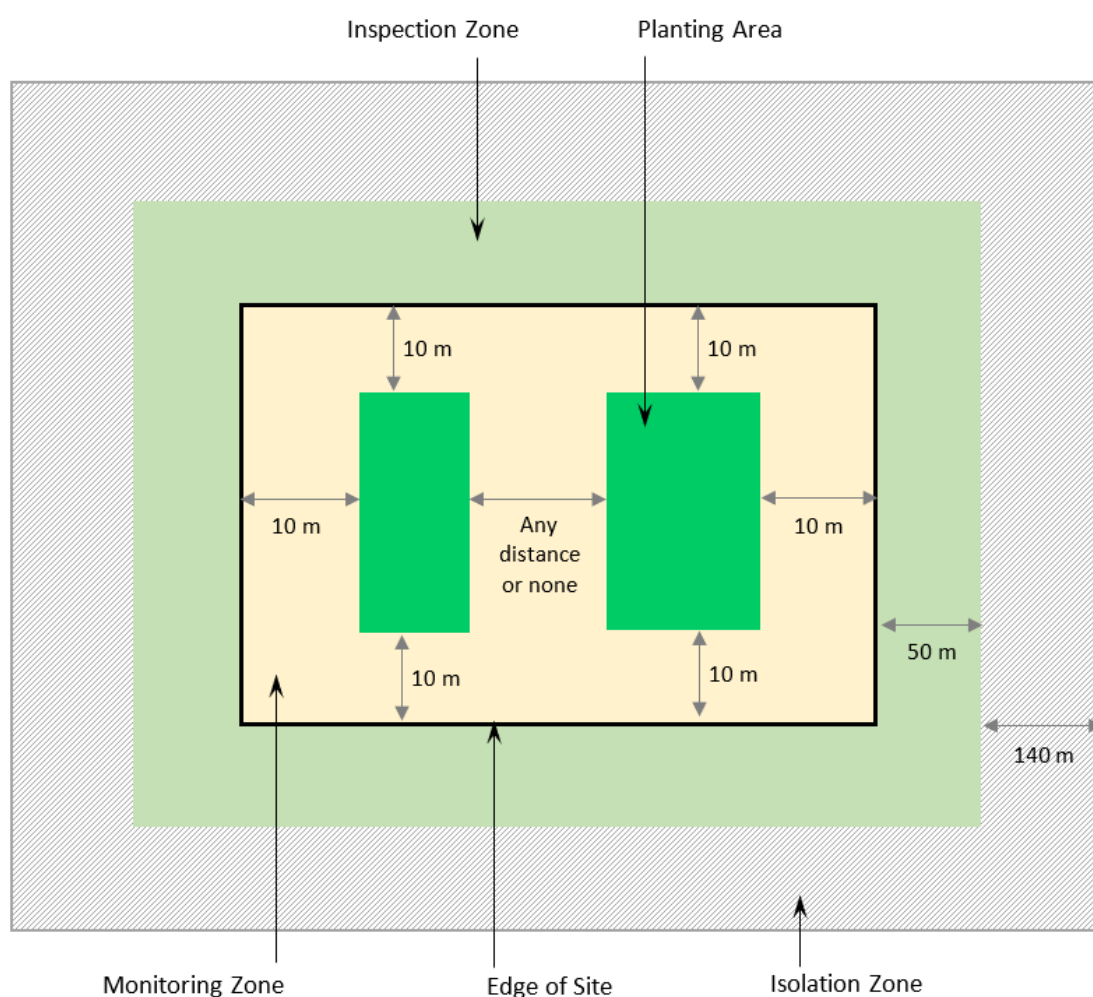 Inspection Zone
Planting Area
10 m
10 m
10 m
Any
distance
or none
10 m
50 m
10 m
10 m
140 m
Monitoring Zone
Edge of Site
Isolation Zone